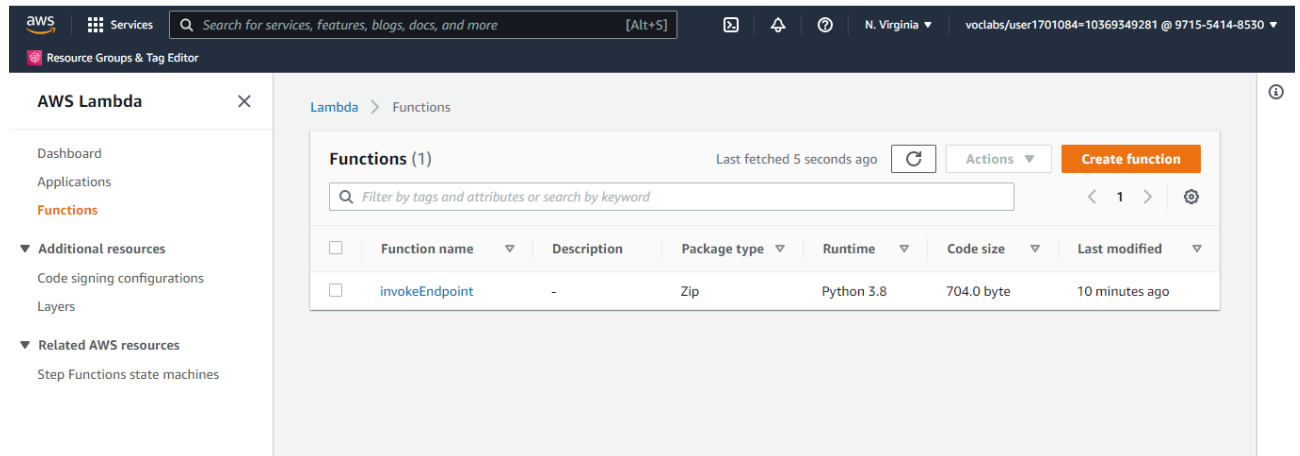 aws Services Search for services, features, blogs, docs, and more [Alt+S] N. Virginia ▼ voclabs/user1701084=10369349281 @ 9715-5414-8530 ▼
Resource Groups & Tag Editor
AWS Lambda
Dashboard
Applications
Functions
Additional resources
Code signing configurations
Layers
Related AWS resources
Step Functions state machines
Lambda > Functions
Functions (1) Last fetched 5 seconds ago Actions ▼ Create function
Filter by tags and attributes or search by keyword < 1 >
Function name Description Package type Runtime Code size Last modified
invokeEndpoint - Zip Python 3.8 704.0 byte 10 minutes ago